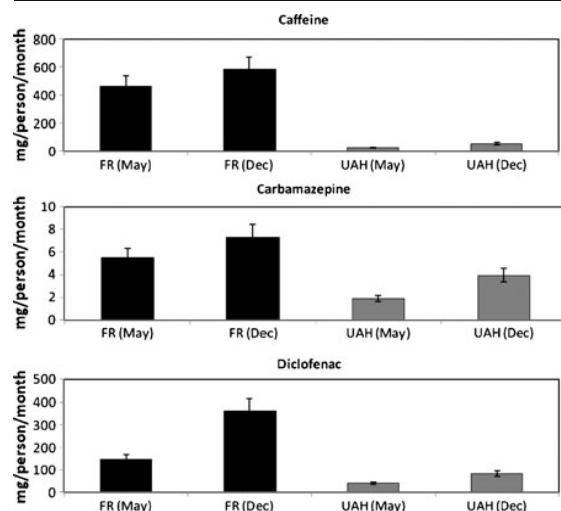 Caffeine
mg/person/month
800
600
400
200
0
FR (May) FR (Dec) UAH (May) UAH (Dec)
Carbamazepine
mg/person/month
10
8
6
4
2
0
FR (May) FR (Dec) UAH (May) UAH (Dec)
Diclofenac
mg/person/month
500
400
300
200
100
0
FR (May) FR (Dec) UAH (May) UAH (Dec)